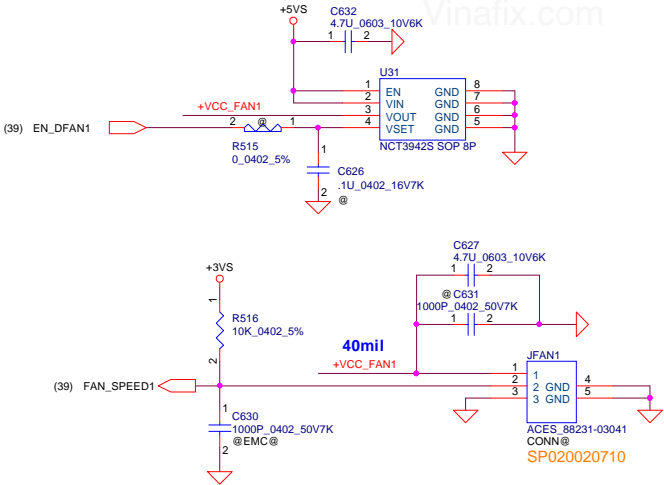 Vinafix.com
+5VS
C632
4.7U_0603_10V6K
1 2
U31
1 EN GND 8
2 VIN GND 7
3 VOUT GND 6
4 VSET GND 5
NCT3942S SOP 8P
+VCC_FAN1
(39) EN_DFAN1
2 @ 1
R515
0_0402_5%
1
C626
.1U_0402_16V7K
2
@
C627
4.7U_0603_10V6K
1 2
@ C631
1000P_0402_50V7K
1 2
+3VS
1
R516
10K_0402_5%
2
40mil
+VCC_FAN1
JFAN1
1 1
2 2 GND 4
3 3 GND 5
ACES_88231-03041
CONN@
SP020020710
(39) FAN_SPEED1
1
C630
1000P_0402_50V7K
@EMC@
2